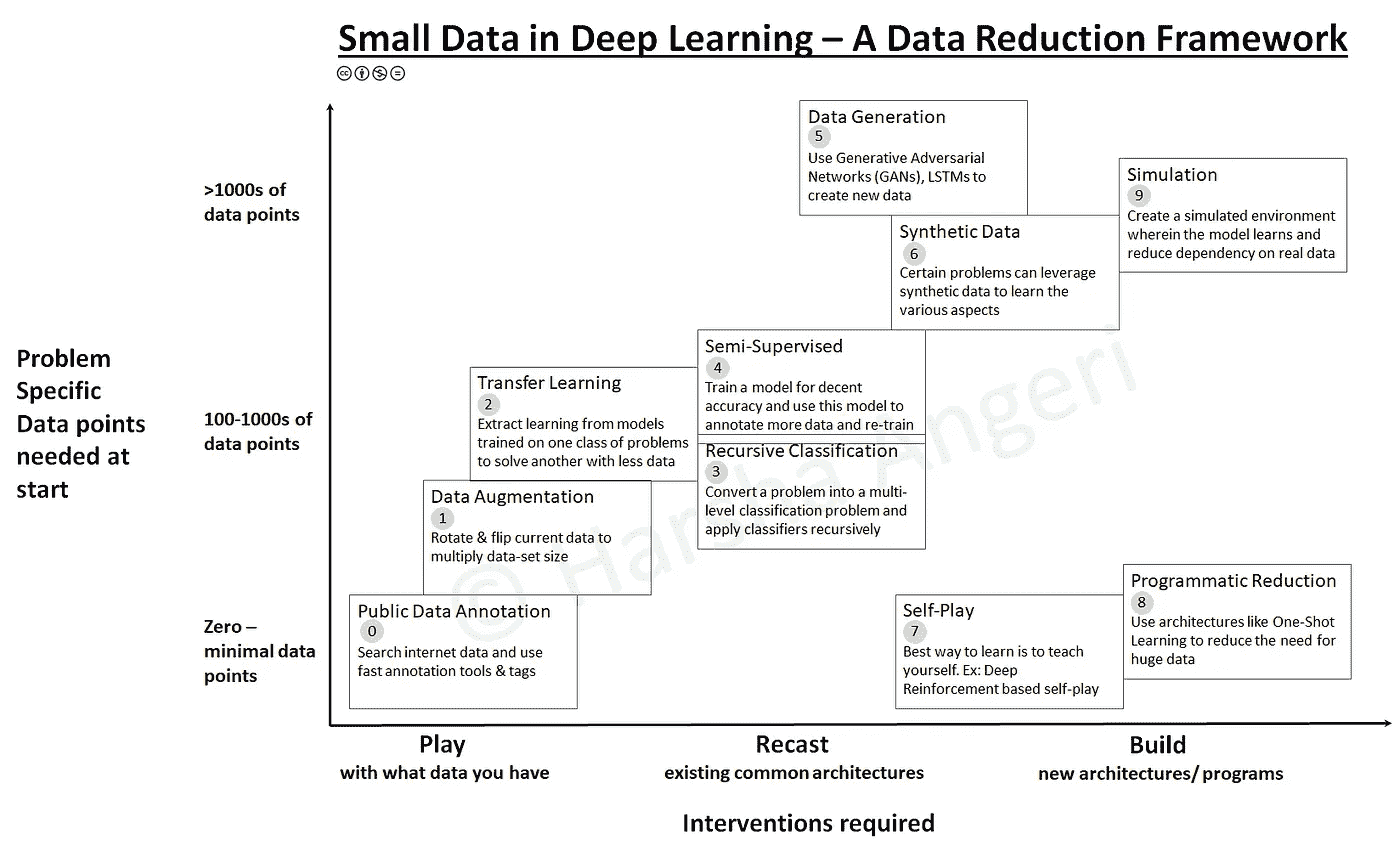 Small Data in Deep Learning – A Data Reduction Framework
Data Generation
5
Use Generative Adversarial
Networks (GANs), LSTMs to
create new data
Simulation
9
Create a simulated environment
wherein the model learns and
reduce dependency on real data
>1000s of
data points
Synthetic Data
6
Certain problems can leverage
synthetic data to learn the
various aspects
Problem
Specific
Data points
needed at
start
100-1000s of
data points
Semi-Supervised
4
Train a model for decent
accuracy and use this model to
annotate more data and re-train
Transfer Learning
2
Extract learning from models
trained on one class of problems
to solve another with less data
Recursive Classification
3
Convert a problem into a multi-
level classification problem and
apply classifiers recursively
Data Augmentation
1
Rotate & flip current data to
multiply data-set size
Zero –
minimal data
points
Public Data Annotation
0
Search internet data and use
fast annotation tools & tags
Self-Play
7
Best way to learn is to teach
yourself. Ex: Deep
Reinforcement based self-play
Programmatic Reduction
8
Use architectures like One-Shot
Learning to reduce the need for
huge data
© Harsha Angeri
Play
with what data you have
Recast
existing common architectures
Build
new architectures/ programs
Interventions required